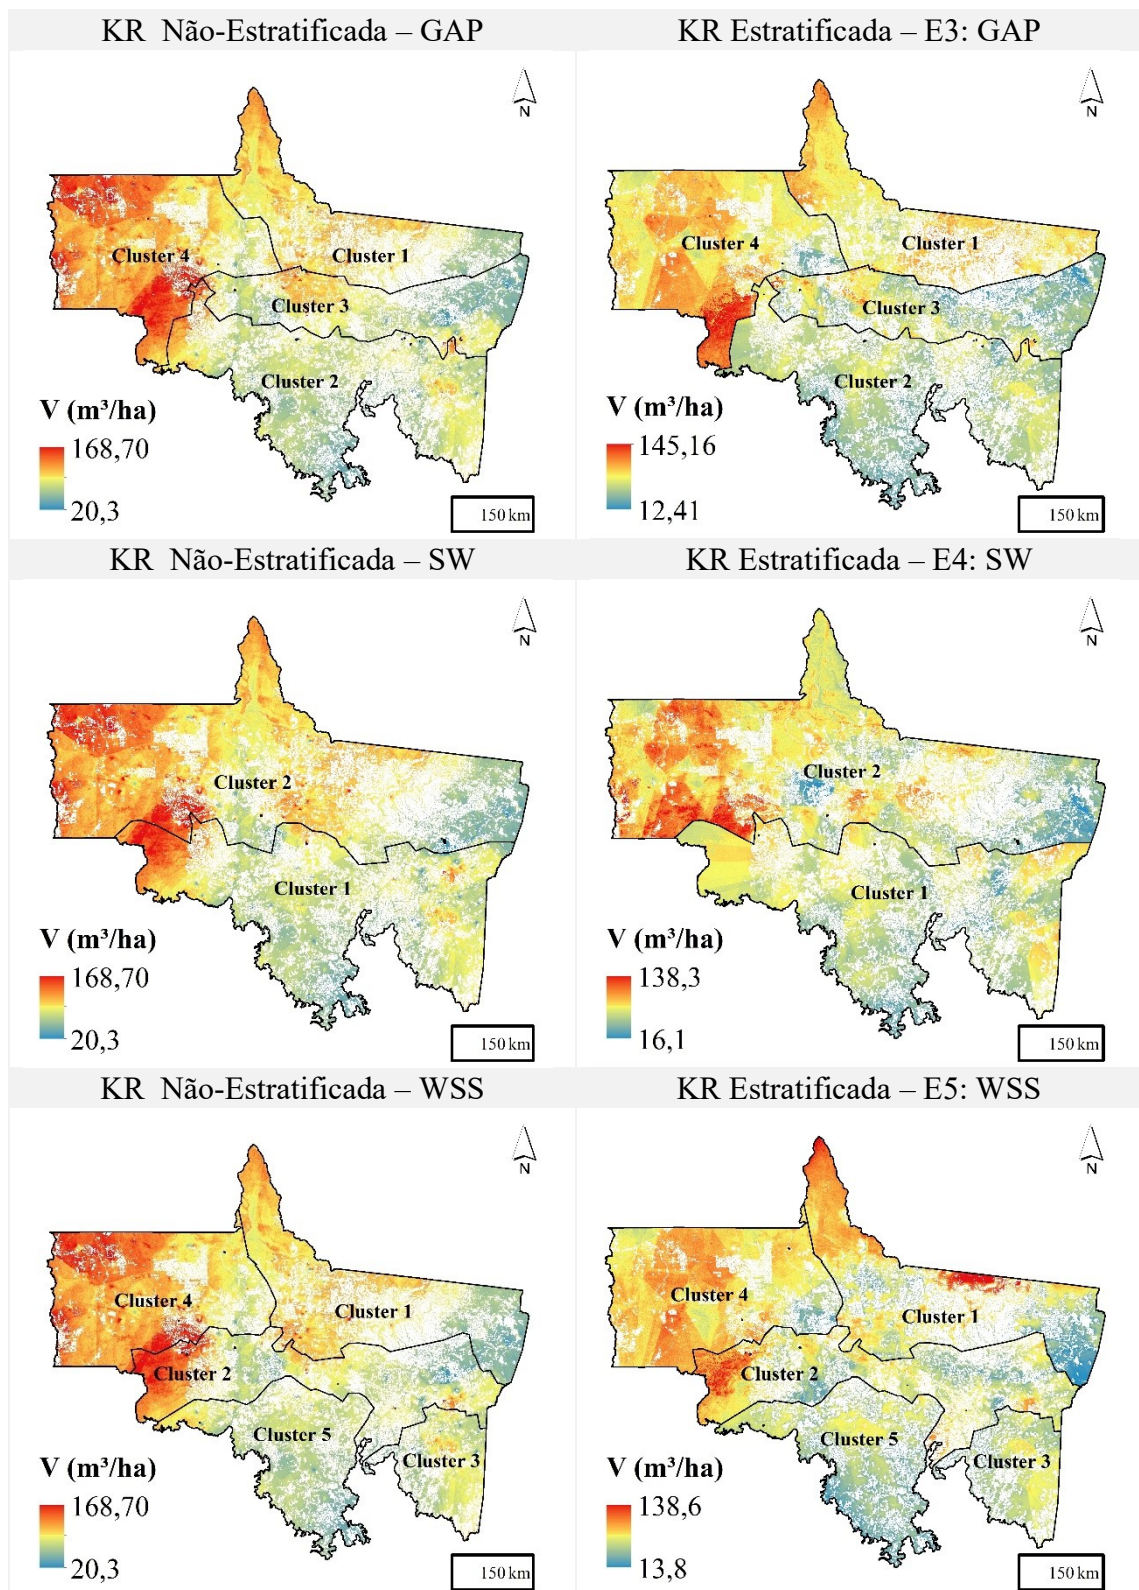 KR Não-Estratificada – GAP
KR Estratificada – E3: GAP
N
Cluster 4
Cluster 1
Cluster 3
Cluster 2
V (m³/ha)
168,70
20,3
150 km
N
Cluster 4
Cluster 1
Cluster 3
Cluster 2
V (m³/ha)
145,16
12,41
150 km
KR Não-Estratificada – SW
KR Estratificada – E4: SW
N
Cluster 2
Cluster 1
V (m³/ha)
168,70
20,3
150 km
N
Cluster 2
Cluster 1
V (m³/ha)
138,3
16,1
150 km
KR Não-Estratificada – WSS
KR Estratificada – E5: WSS
N
Cluster 4
Cluster 1
Cluster 2
Cluster 5
Cluster 3
V (m³/ha)
168,70
20,3
150 km
N
Cluster 4
Cluster 1
Cluster 2
Cluster 5
Cluster 3
V (m³/ha)
138,6
13,8
150 km